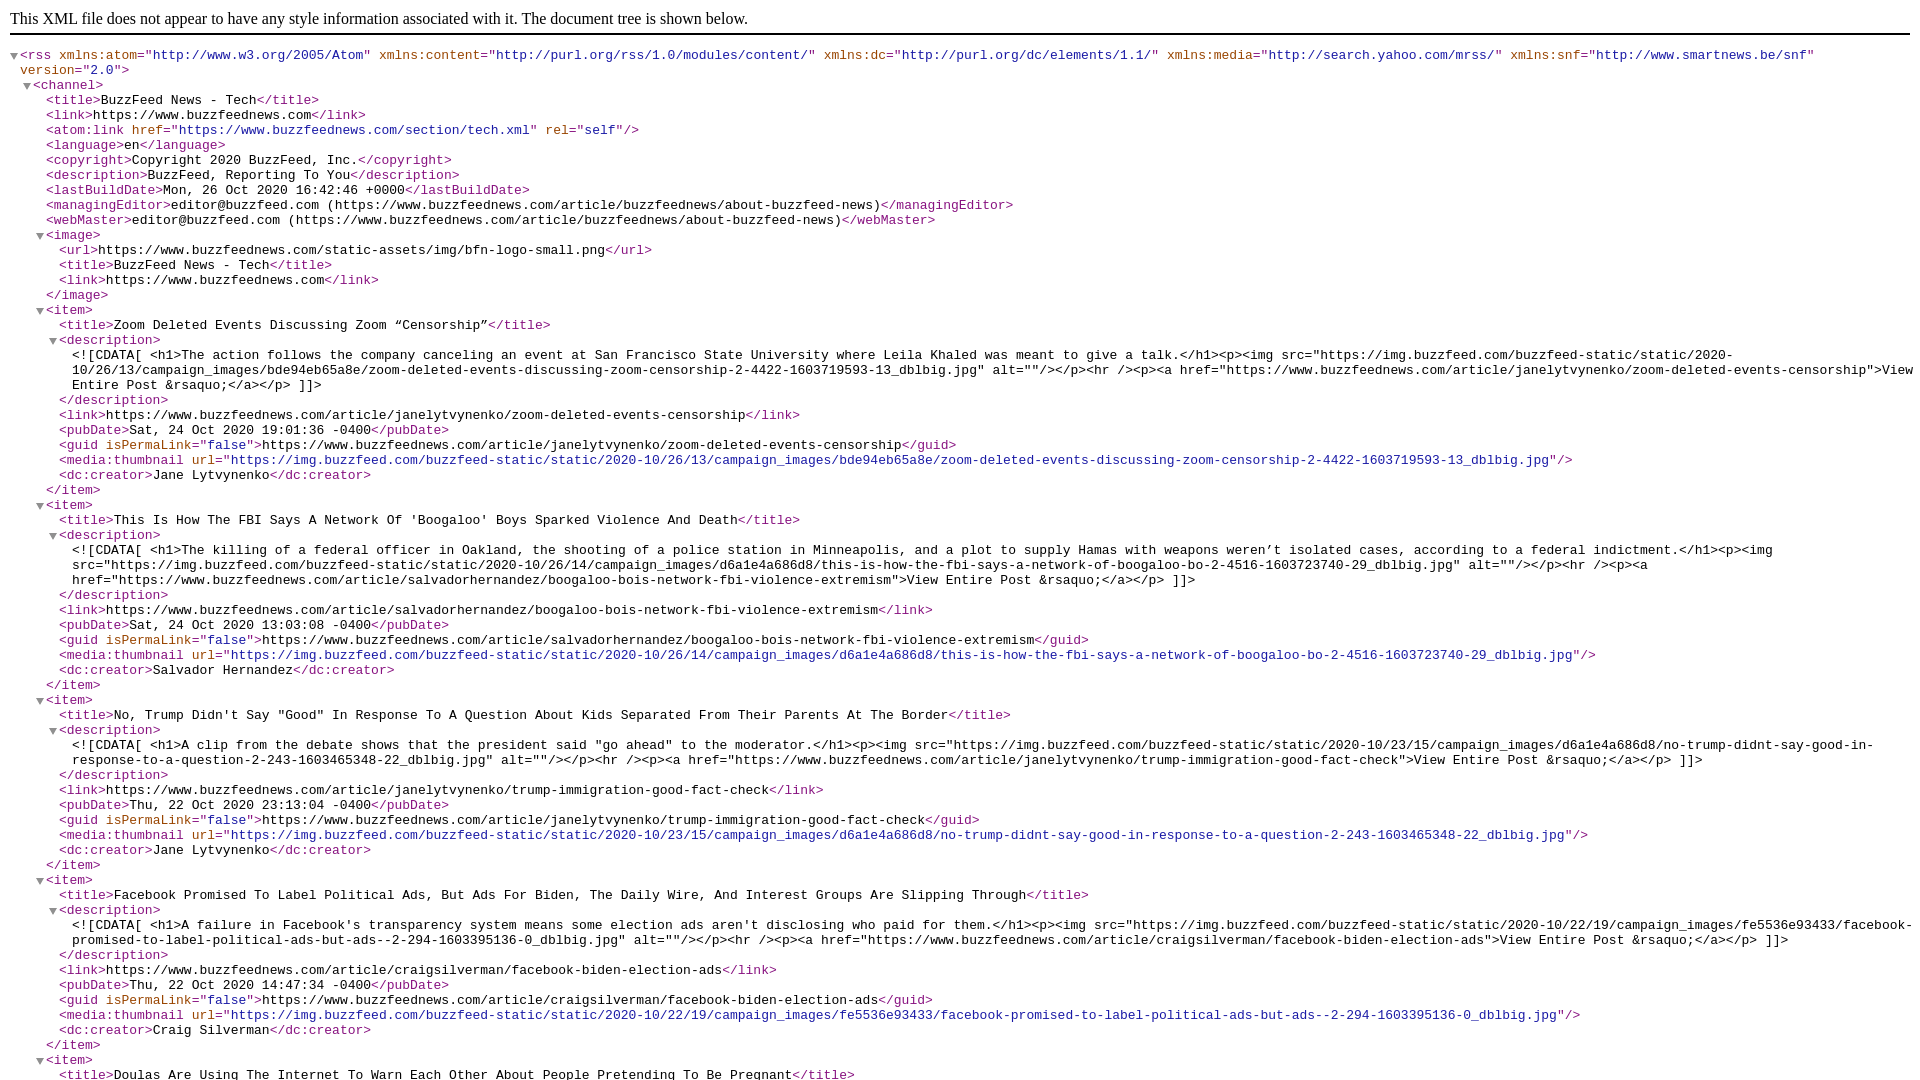 This XML file does not appear to have any style information associated with it. The document tree is shown below.
<rss xmlns:atom="http://www.w3.org/2005/Atom" xmlns:content="http://purl.org/rss/1.0/modules/content/" xmlns:dc="http://purl.org/dc/elements/1.1/" xmlns:media="http://search.yahoo.com/mrss/" xmlns:snf="http://www.smartnews.be/snf"
version="2.0">
<channel>
<title>BuzzFeed News - Tech</title>
<link>https://www.buzzfeednews.com</link>
<atom:link href="https://www.buzzfeednews.com/section/tech.xml" rel="self"/>
<language>en</language>
<copyright>Copyright 2020 BuzzFeed, Inc.</copyright>
<description>BuzzFeed, Reporting To You</description>
<lastBuildDate>Mon, 26 Oct 2020 16:42:46 +0000</lastBuildDate>
<managingEditor>editor@buzzfeed.com (https://www.buzzfeednews.com/article/buzzfeednews/about-buzzfeed-news)</managingEditor>
<webMaster>editor@buzzfeed.com (https://www.buzzfeednews.com/article/buzzfeednews/about-buzzfeed-news)</webMaster>
<image>
<url>https://www.buzzfeednews.com/static-assets/img/bfn-logo-small.png</url>
<title>BuzzFeed News - Tech</title>
<link>https://www.buzzfeednews.com</link>
</image>
<item>
<title>Zoom Deleted Events Discussing Zoom “Censorship”</title>
<description>
<![CDATA[ <h1>The action follows the company canceling an event at San Francisco State University where Leila Khaled was meant to give a talk.</h1><p><img src="https://img.buzzfeed.com/buzzfeed-static/static/2020-
10/26/13/campaign_images/bde94eb65a8e/zoom-deleted-events-discussing-zoom-censorship-2-4422-1603719593-13_dblbig.jpg" alt=""/></p><hr /><p><a href="https://www.buzzfeednews.com/article/janelytvynenko/zoom-deleted-events-censorship">View
Entire Post &rsaquo;</a></p> ]]>
</description>
<link>https://www.buzzfeednews.com/article/janelytvynenko/zoom-deleted-events-censorship</link>
<pubDate>Sat, 24 Oct 2020 19:01:36 -0400</pubDate>
<guid isPermaLink="false">https://www.buzzfeednews.com/article/janelytvynenko/zoom-deleted-events-censorship</guid>
<media:thumbnail url="https://img.buzzfeed.com/buzzfeed-static/static/2020-10/26/13/campaign_images/bde94eb65a8e/zoom-deleted-events-discussing-zoom-censorship-2-4422-1603719593-13_dblbig.jpg"/>
<dc:creator>Jane Lytvynenko</dc:creator>
</item>
<item>
<title>This Is How The FBI Says A Network Of 'Boogaloo' Boys Sparked Violence And Death</title>
<description>
<![CDATA[ <h1>The killing of a federal officer in Oakland, the shooting of a police station in Minneapolis, and a plot to supply Hamas with weapons weren’t isolated cases, according to a federal indictment.</h1><p><img
src="https://img.buzzfeed.com/buzzfeed-static/static/2020-10/26/14/campaign_images/d6a1e4a686d8/this-is-how-the-fbi-says-a-network-of-boogaloo-bo-2-4516-1603723740-29_dblbig.jpg" alt=""/></p><hr /><p><a
href="https://www.buzzfeednews.com/article/salvadorhernandez/boogaloo-bois-network-fbi-violence-extremism">View Entire Post &rsaquo;</a></p> ]]>
</description>
<link>https://www.buzzfeednews.com/article/salvadorhernandez/boogaloo-bois-network-fbi-violence-extremism</link>
<pubDate>Sat, 24 Oct 2020 13:03:08 -0400</pubDate>
<guid isPermaLink="false">https://www.buzzfeednews.com/article/salvadorhernandez/boogaloo-bois-network-fbi-violence-extremism</guid>
<media:thumbnail url="https://img.buzzfeed.com/buzzfeed-static/static/2020-10/26/14/campaign_images/d6a1e4a686d8/this-is-how-the-fbi-says-a-network-of-boogaloo-bo-2-4516-1603723740-29_dblbig.jpg"/>
<dc:creator>Salvador Hernandez</dc:creator>
</item>
<item>
<title>No, Trump Didn't Say "Good" In Response To A Question About Kids Separated From Their Parents At The Border</title>
<description>
<![CDATA[ <h1>A clip from the debate shows that the president said "go ahead" to the moderator.</h1><p><img src="https://img.buzzfeed.com/buzzfeed-static/static/2020-10/23/15/campaign_images/d6a1e4a686d8/no-trump-didnt-say-good-in-
response-to-a-question-2-243-1603465348-22_dblbig.jpg" alt=""/></p><hr /><p><a href="https://www.buzzfeednews.com/article/janelytvynenko/trump-immigration-good-fact-check">View Entire Post &rsaquo;</a></p> ]]>
</description>
<link>https://www.buzzfeednews.com/article/janelytvynenko/trump-immigration-good-fact-check</link>
<pubDate>Thu, 22 Oct 2020 23:13:04 -0400</pubDate>
<guid isPermaLink="false">https://www.buzzfeednews.com/article/janelytvynenko/trump-immigration-good-fact-check</guid>
<media:thumbnail url="https://img.buzzfeed.com/buzzfeed-static/static/2020-10/23/15/campaign_images/d6a1e4a686d8/no-trump-didnt-say-good-in-response-to-a-question-2-243-1603465348-22_dblbig.jpg"/>
<dc:creator>Jane Lytvynenko</dc:creator>
</item>
<item>
<title>Facebook Promised To Label Political Ads, But Ads For Biden, The Daily Wire, And Interest Groups Are Slipping Through</title>
<description>
<![CDATA[ <h1>A failure in Facebook's transparency system means some election ads aren't disclosing who paid for them.</h1><p><img src="https://img.buzzfeed.com/buzzfeed-static/static/2020-10/22/19/campaign_images/fe5536e93433/facebook-
promised-to-label-political-ads-but-ads--2-294-1603395136-0_dblbig.jpg" alt=""/></p><hr /><p><a href="https://www.buzzfeednews.com/article/craigsilverman/facebook-biden-election-ads">View Entire Post &rsaquo;</a></p> ]]>
</description>
<link>https://www.buzzfeednews.com/article/craigsilverman/facebook-biden-election-ads</link>
<pubDate>Thu, 22 Oct 2020 14:47:34 -0400</pubDate>
<guid isPermaLink="false">https://www.buzzfeednews.com/article/craigsilverman/facebook-biden-election-ads</guid>
<media:thumbnail url="https://img.buzzfeed.com/buzzfeed-static/static/2020-10/22/19/campaign_images/fe5536e93433/facebook-promised-to-label-political-ads-but-ads--2-294-1603395136-0_dblbig.jpg"/>
<dc:creator>Craig Silverman</dc:creator>
</item>
<item>
<title>Doulas Are Using The Internet To Warn Each Other About People Pretending To Be Pregnant</title>